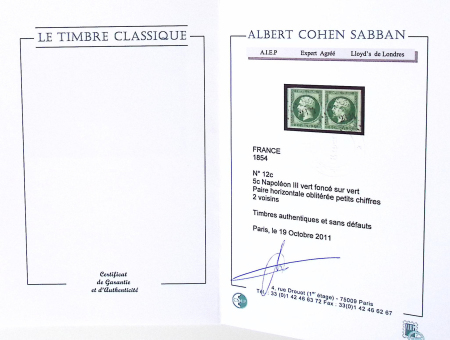 LE TIMBRE CLASSIQUE
Certificat
de Garantie
et d'Authenticité
ALBERT COHEN SABBAN
A.I.E.P Expert Agréé Lloyd's de Londres
FRANCE
1854
N° 12c
5c Napoléon III vert foncé sur vert
Paire horizontale oblitérée petits chiffres
2 voisins
Timbres authentiques et sans défauts
Paris, le 19 Octobre 2011
4, rue Drouot (1er étage) - 75009 Paris
Tél : 33 (0)1 42 46 63 72 Fax : 33(0)1 42 46 62 67